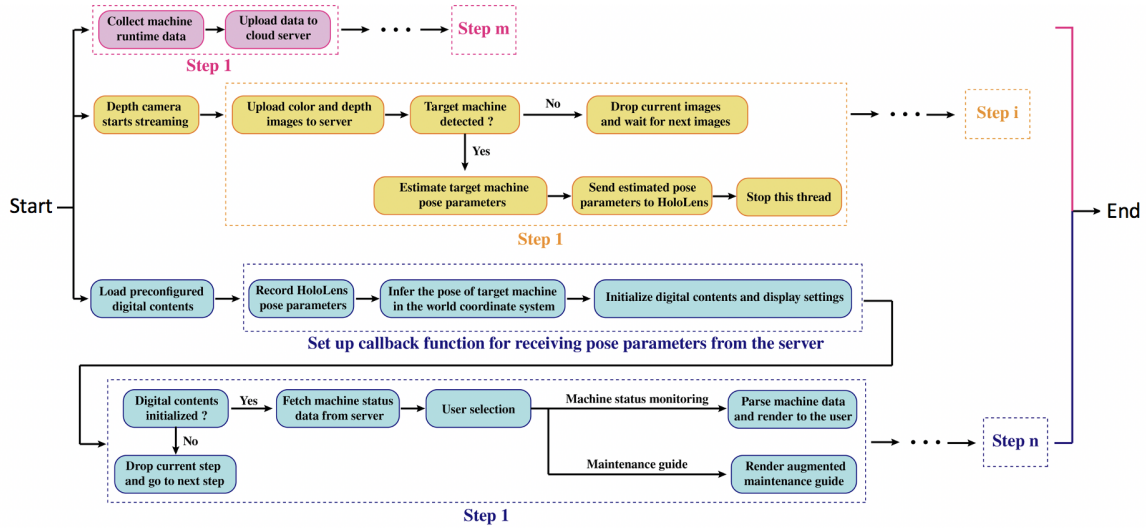 Start
Collect machine
runtime data
Upload data to
cloud server
Step m
Step 1
Depth camera
starts streaming
Upload color and depth
images to server
Target machine
detected ?
No
Drop current images
and wait for next images
Step i
Yes
Estimate target machine
pose parameters
Send estimated pose
parameters to HoloLens
Stop this thread
Step 1
End
Load preconfigured
digital contents
Record HoloLens
pose parameters
Infer the pose of target machine
in the world coordinate system
Initialize digital contents and display settings
Set up callback function for receiving pose parameters from the server
Digital contents
initialized ?
Yes
Fetch machine status
data from server
User selection
Machine status monitoring
Parse machine data
and render to the user
No
Drop current step
and go to next step
Maintenance guide
Render augmented
maintenance guide
Step n
Step 1